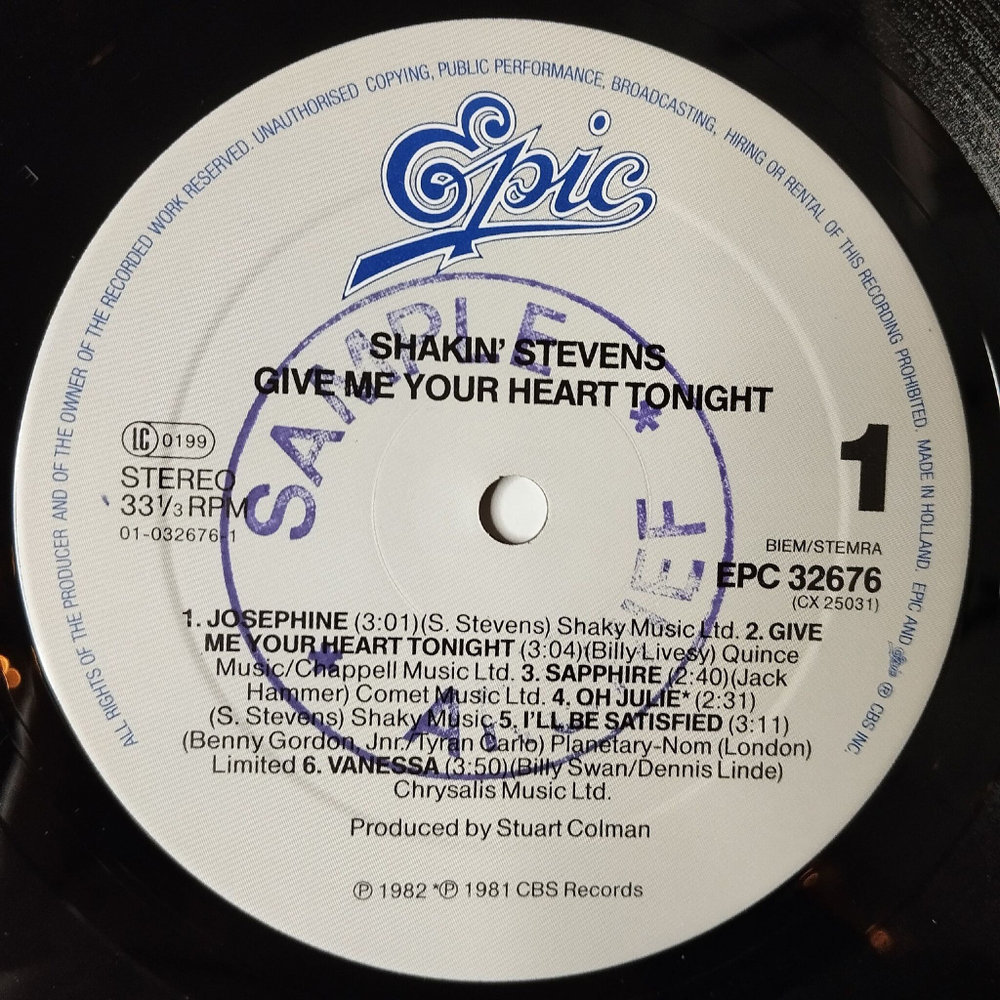 ALL RIGHTS OF THE PRODUCER AND OF THE OWNER OF THE RECORDED WORK RESERVED. UNAUTHORISED COPYING, PUBLIC PERFORMANCE, BROADCASTING, HIRING OR RENTAL OF THIS RECORDING PROHIBITED. MADE IN HOLLAND. EPIC AND ℗ CBS INC.
Epic
SAMPLE
SHAKIN' STEVENS
GIVE ME YOUR HEART TONIGHT
LC 0199
STEREO
33⅓ RPM
01-032676-1
1
BIEM/STEMRA
EPC 32676
(CX 25031)
1. JOSEPHINE (3:01)(S. Stevens) Shaky Music Ltd. 2. GIVE
ME YOUR HEART TONIGHT (3:04)(Billy Livesy) Quince
Music/Chappell Music Ltd. 3. SAPPHIRE (2:40)(Jack
Hammer) Comet Music Ltd. 4. OH JULIE* (2:31)
(S. Stevens) Shaky Music 5. I'LL BE SATISFIED (3:11)
(Benny Gordon, Jnr./Tyran Carlo) Planetary-Nom (London)
Limited 6. VANESSA (3:50)(Billy Swan/Dennis Linde)
Chrysalis Music Ltd.
Produced by Stuart Colman
℗ 1982 *℗ 1981 CBS Records